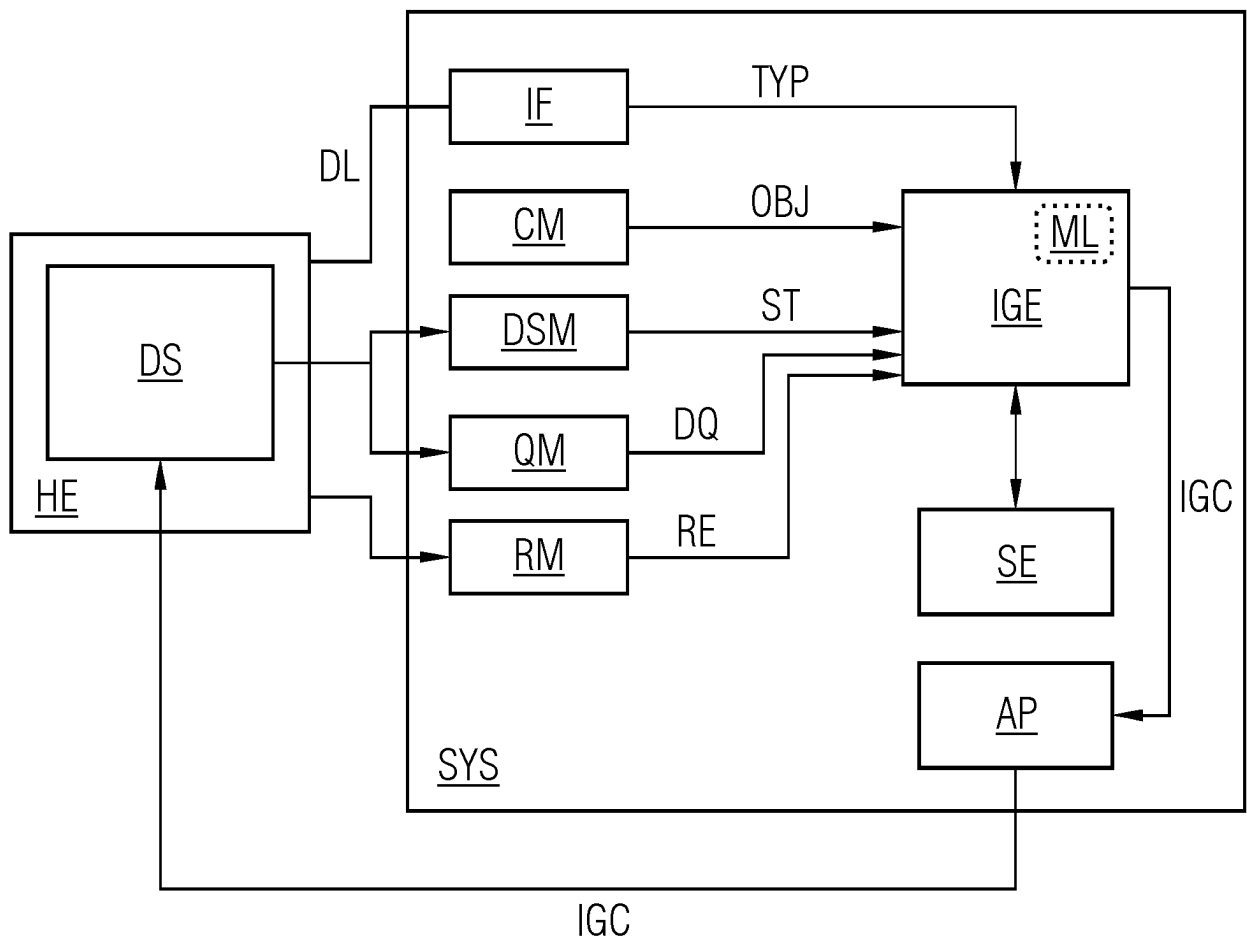 IF
TYP
DL
CM
OBJ
ML
DSM
ST
IGE
DS
QM
DQ
HE
IGC
RM
RE
SE
AP
SYS
IGC